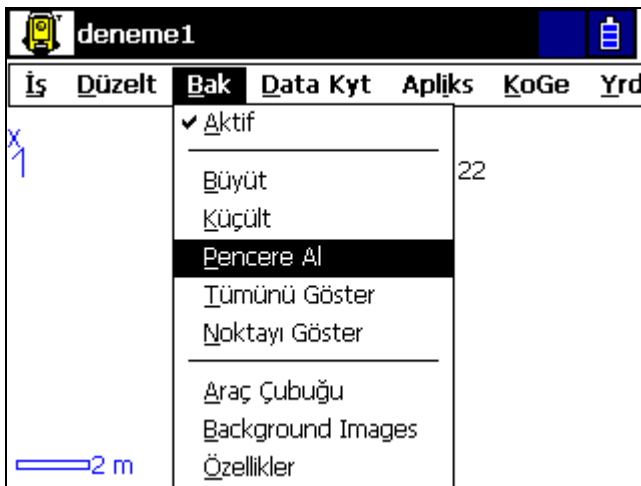 deneme1
İş Düzelt Bak Data Kyt Apliks KoGe Yrd
Aktif
X
1
22
Büyüt
Küçült
Pencere Al
Tümünü Göster
Noktayı Göster
Araç Çubuğu
Background Images
2 m
Özellikler